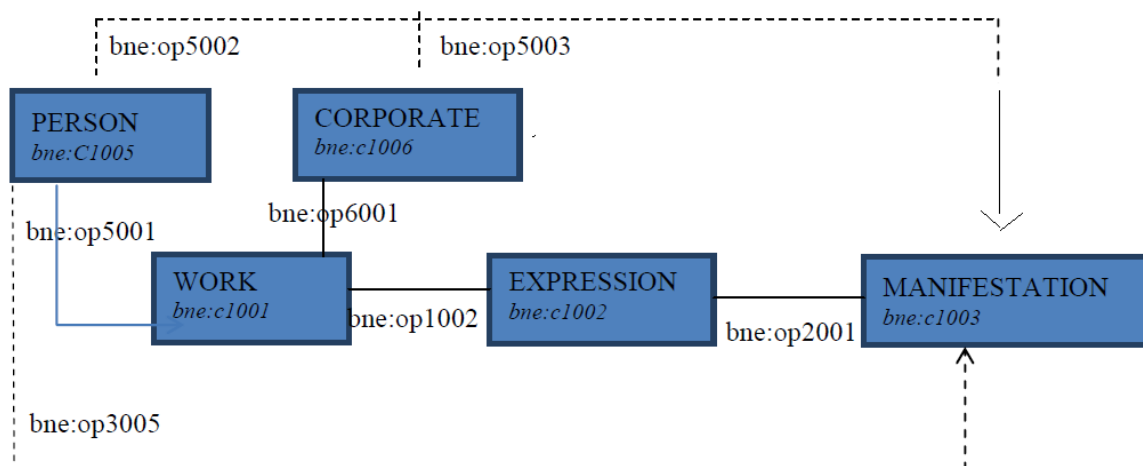 bne:op5002
bne:op5003
PERSON
bne:C1005
CORPORATE
bne:c1006
bne:op5001
bne:op6001
WORK
bne:c1001
EXPRESSION
bne:c1002
MANIFESTATION
bne:c1003
bne:op1002
bne:op2001
bne:op3005